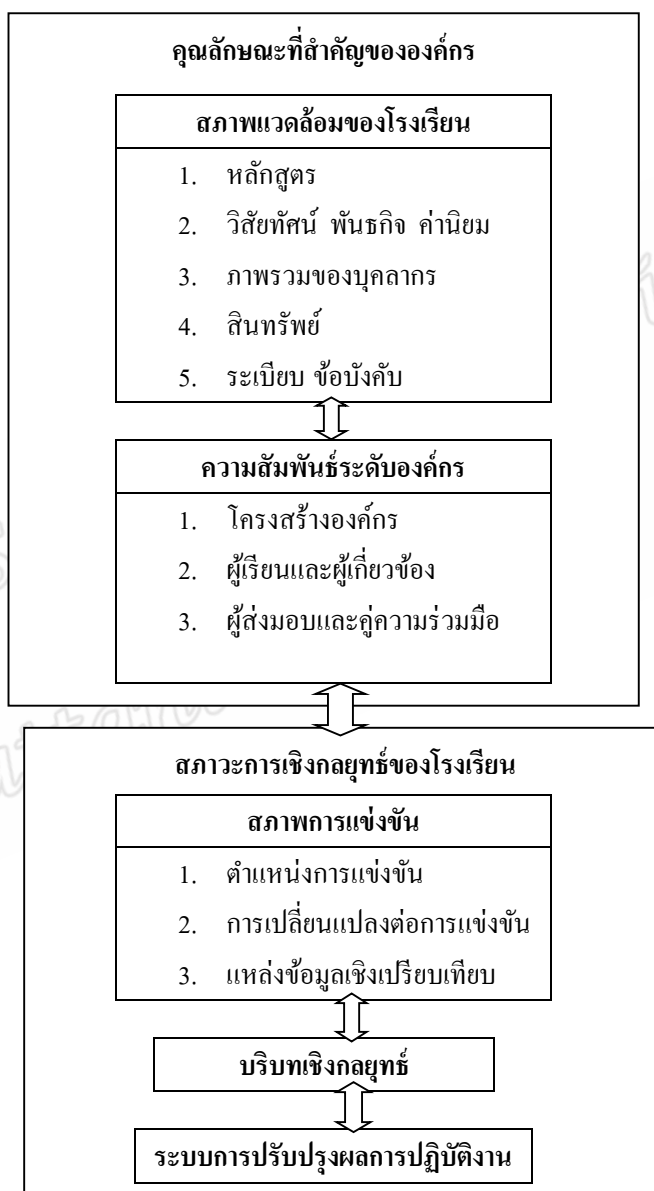 คุณลักษณะที่สำคัญขององค์กร
สภาพแวดล้อมของโรงเรียน
1. หลักสูตร
2. วิสัยทัศน์ พันธกิจ ค่านิยม
3. ภาพรวมของบุคลากร
4. สินทรัพย์
5. ระเบียบ ข้อบังคับ
ความสัมพันธ์ระดับองค์กร
1. โครงสร้างองค์กร
2. ผู้เรียนและผู้เกี่ยวข้อง
3. ผู้ส่งมอบและคู่ความร่วมมือ
สภาวะการเชิงกลยุทธ์ของโรงเรียน
สภาพการแข่งขัน
1. ตำแหน่งการแข่งขัน
2. การเปลี่ยนแปลงต่อการแข่งขัน
3. แหล่งข้อมูลเชิงเปรียบเทียบ
บริบทเชิงกลยุทธ์
ระบบการปรับปรุงผลการปฏิบัติงาน